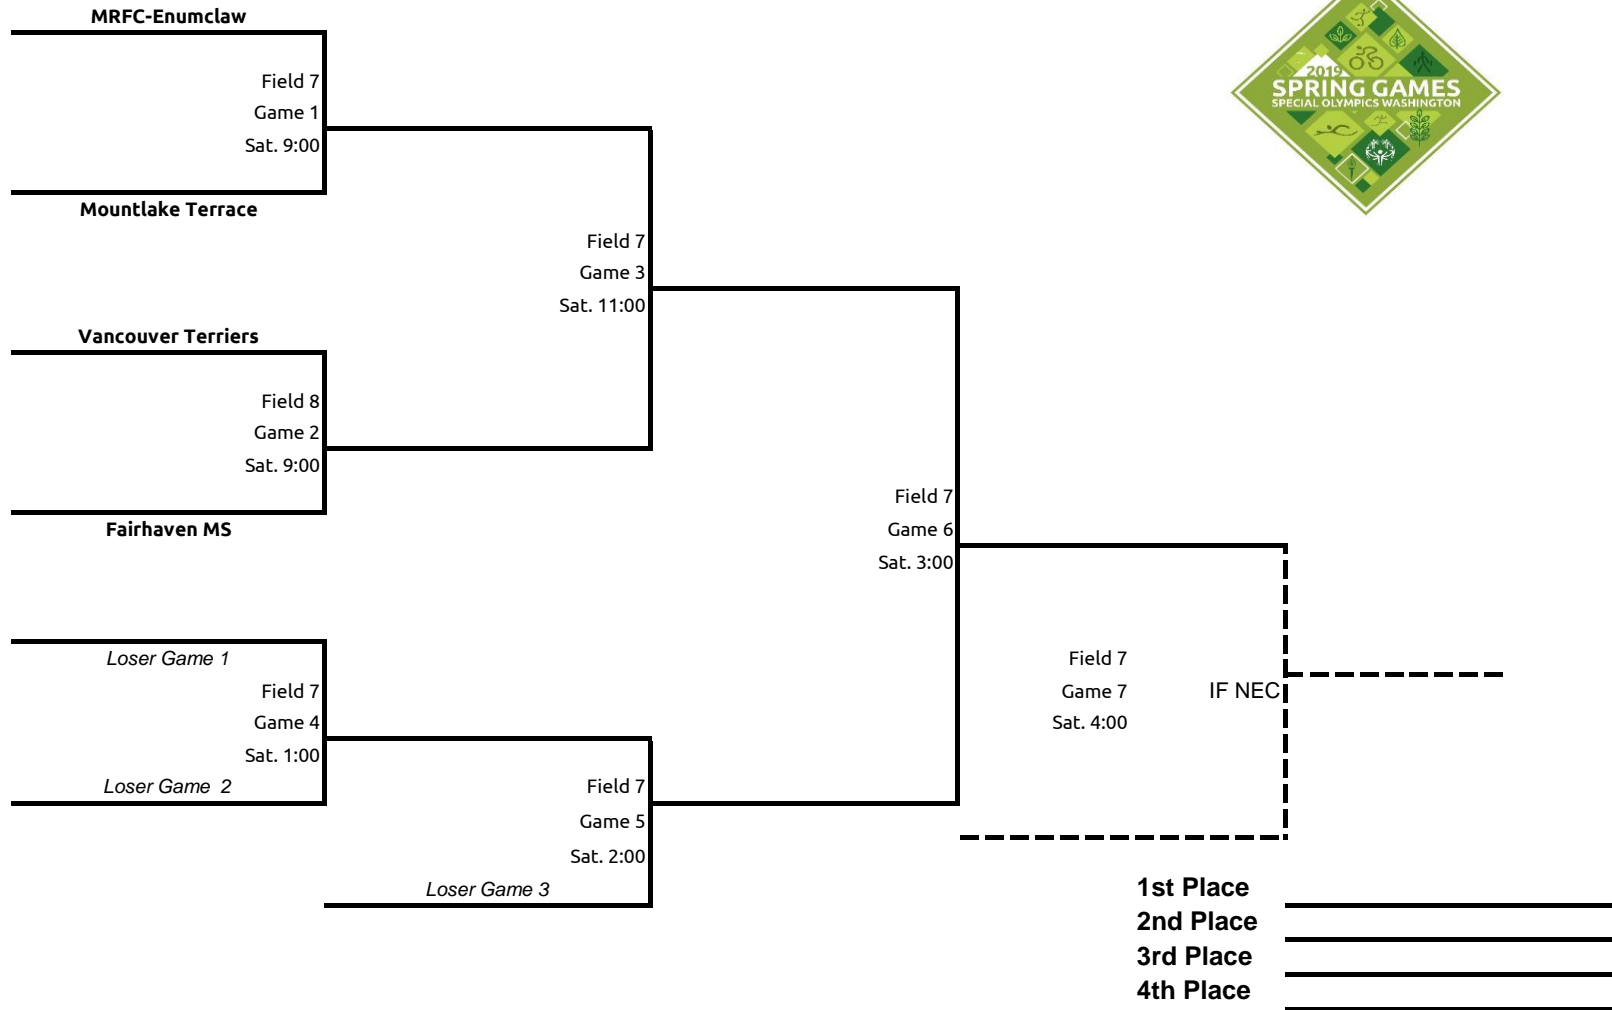 MRFC-Enumclaw
Field 7
Game 1
Sat. 9:00
Mountlake Terrace
2019
SPRING GAMES
SPECIAL OLYMPICS WASHINGTON
Field 7
Game 3
Sat. 11:00
Vancouver Terriers
Field 8
Game 2
Sat. 9:00
Fairhaven MS
Field 7
Game 6
Sat. 3:00
Loser Game 1
Field 7
Game 4
Sat. 1:00
Loser Game 2
Field 7
Game 7
Sat. 4:00
IF NEC
Field 7
Game 5
Sat. 2:00
Loser Game 3
1st Place
2nd Place
3rd Place
4th Place